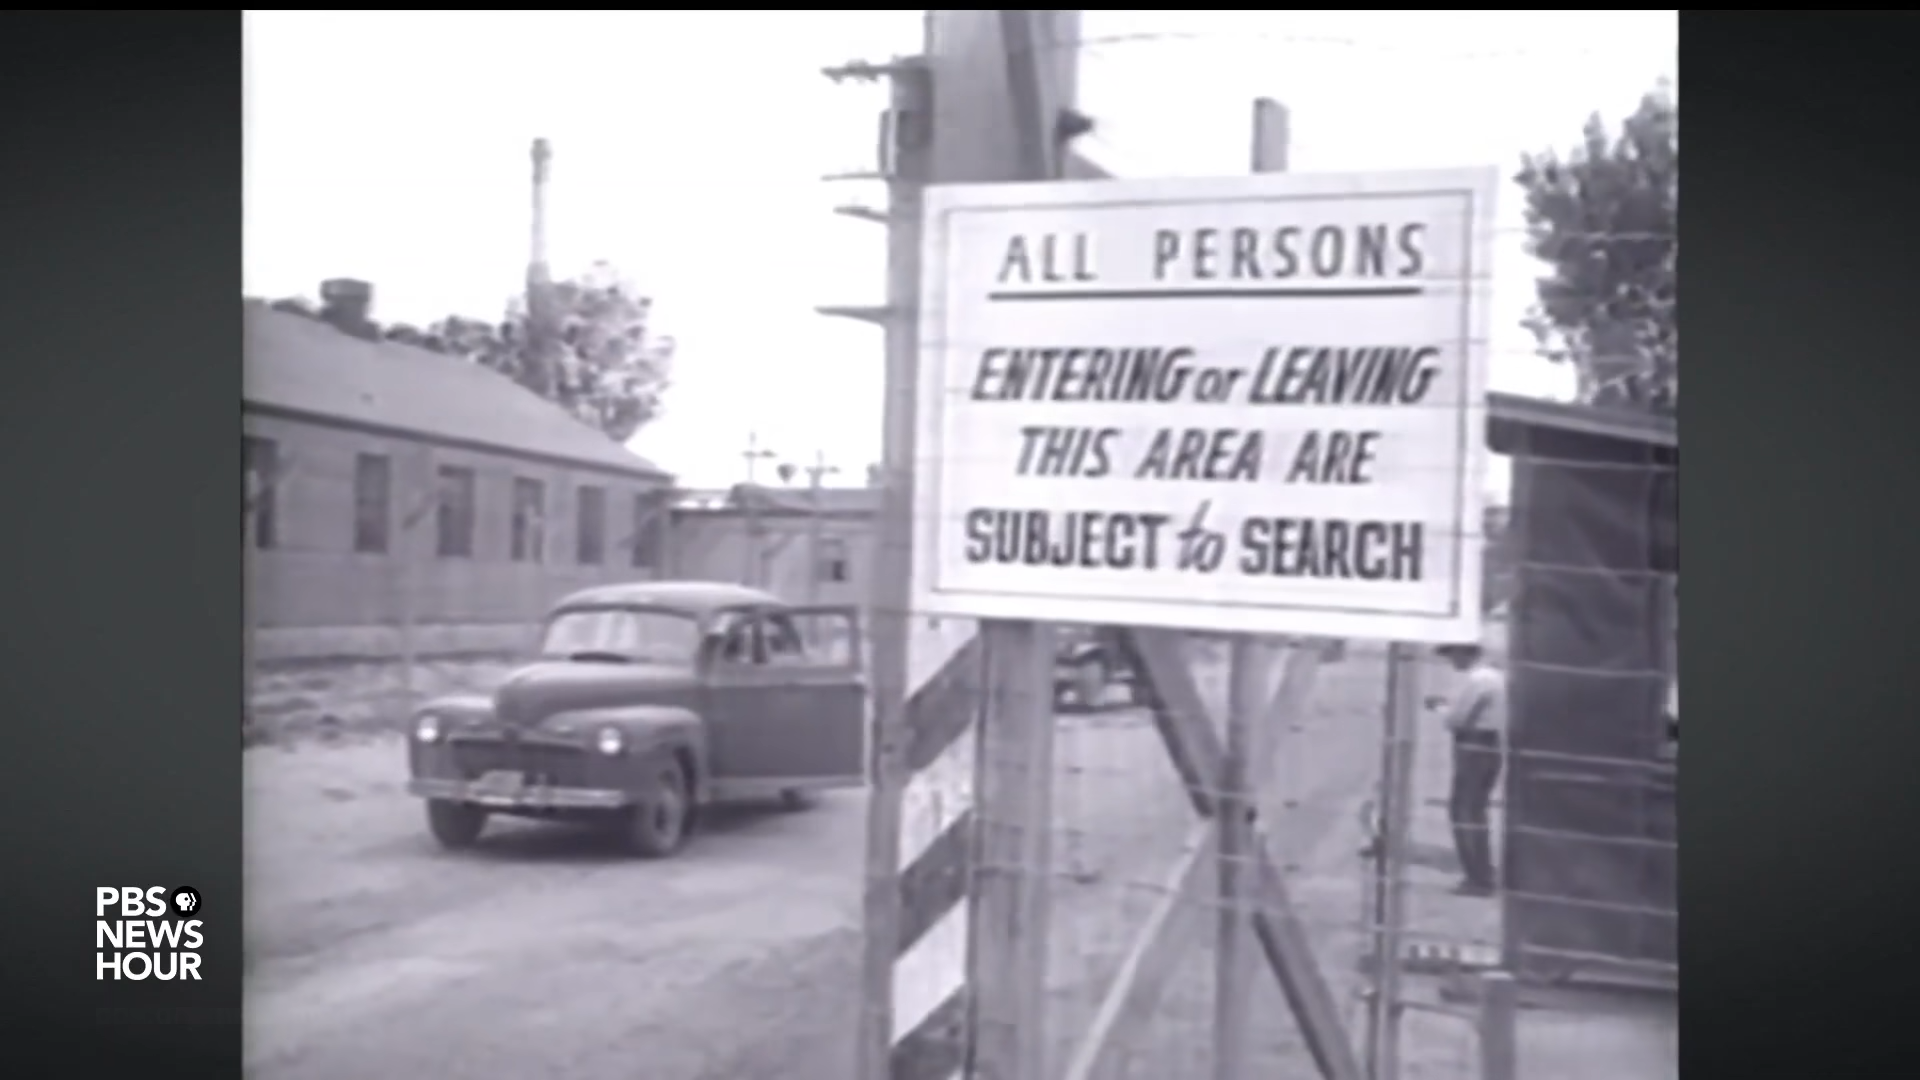 ALL PERSONS
ENTERING or LEAVING
THIS AREA ARE
SUBJECT to SEARCH
PBS
NEWS
HOUR